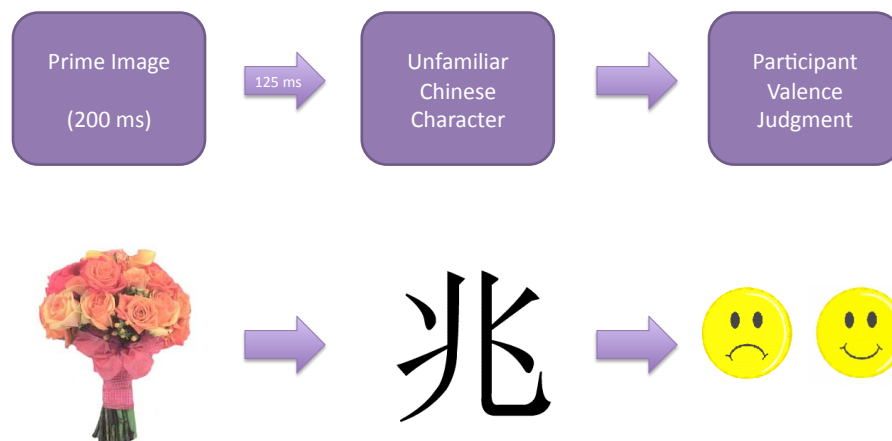 Prime Image
(200 ms)
125 ms
Unfamiliar
Chinese
Character
Participant
Valence
Judgment
兆